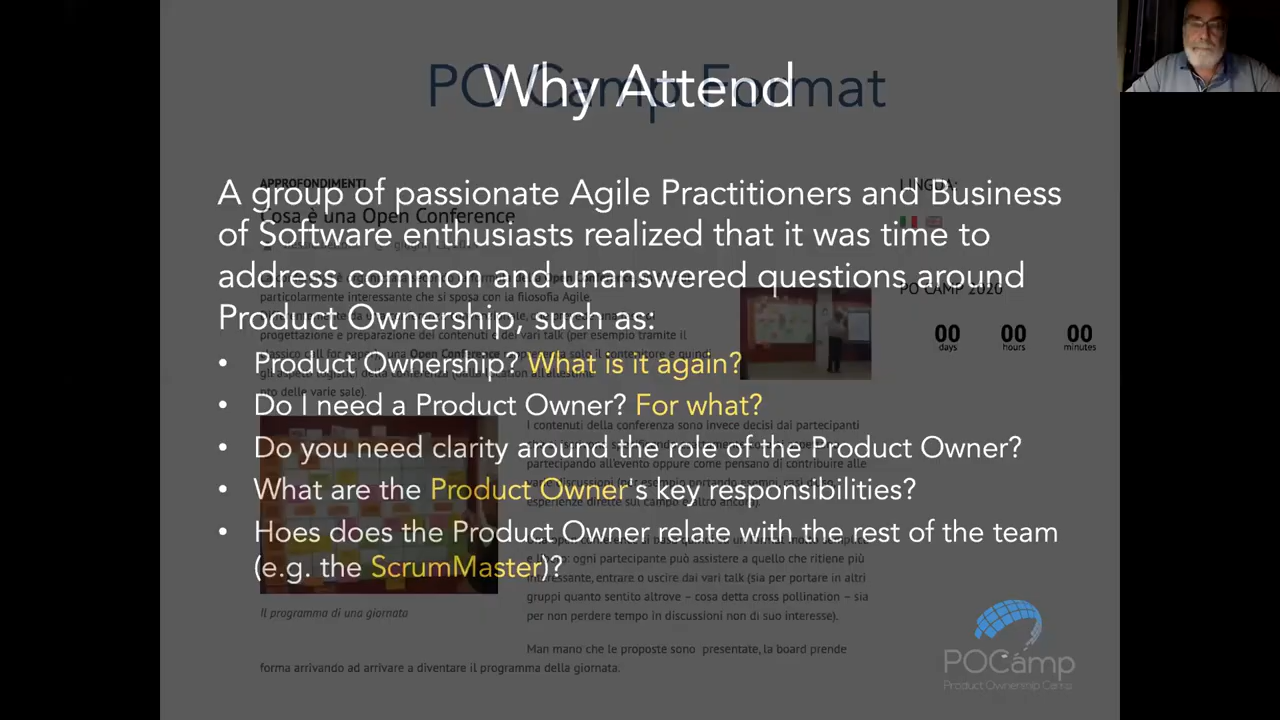 Why Attend
PO Camp Format
A group of passionate Agile Practitioners and Business
of Software enthusiasts realized that it was time to
address common and unanswered questions around
Product Ownership, such as:
• Product Ownership? What is it again?
• Do I need a Product Owner? For what?
• Do you need clarity around the role of the Product Owner?
• What are the Product Owner's key responsibilities?
• Hoes does the Product Owner relate with the rest of the team
(e.g. the ScrumMaster)?
APPROFONDIMENTI
Cosa è una Open Conference
particolarmente interessante che si sposa con la filosofia Agile.
progettazione e preparazione dei contenuti e dei vari talk (per esempio tramite il
nto delle varie sale).
LINGUA:
PO CAMP 2020
00 00 00
days hours minutes
I contenuti della conferenza sono invece decisi dai partecipanti
partecipando all'evento oppure come pensano di contribuire alle
e libero: ogni partecipante può assistere a quello che ritiene più
interessante, entrare o uscire dai vari talk (sia per portare in altri
gruppi quanto sentito altrove – cosa detta cross pollination – sia
per non perdere tempo in discussioni non di suo interesse).
Il programma di una giornata
Man mano che le proposte sono presentate, la board prende
forma arrivando ad arrivare a diventare il programma della giornata.
POCamp
Product Ownership Camp